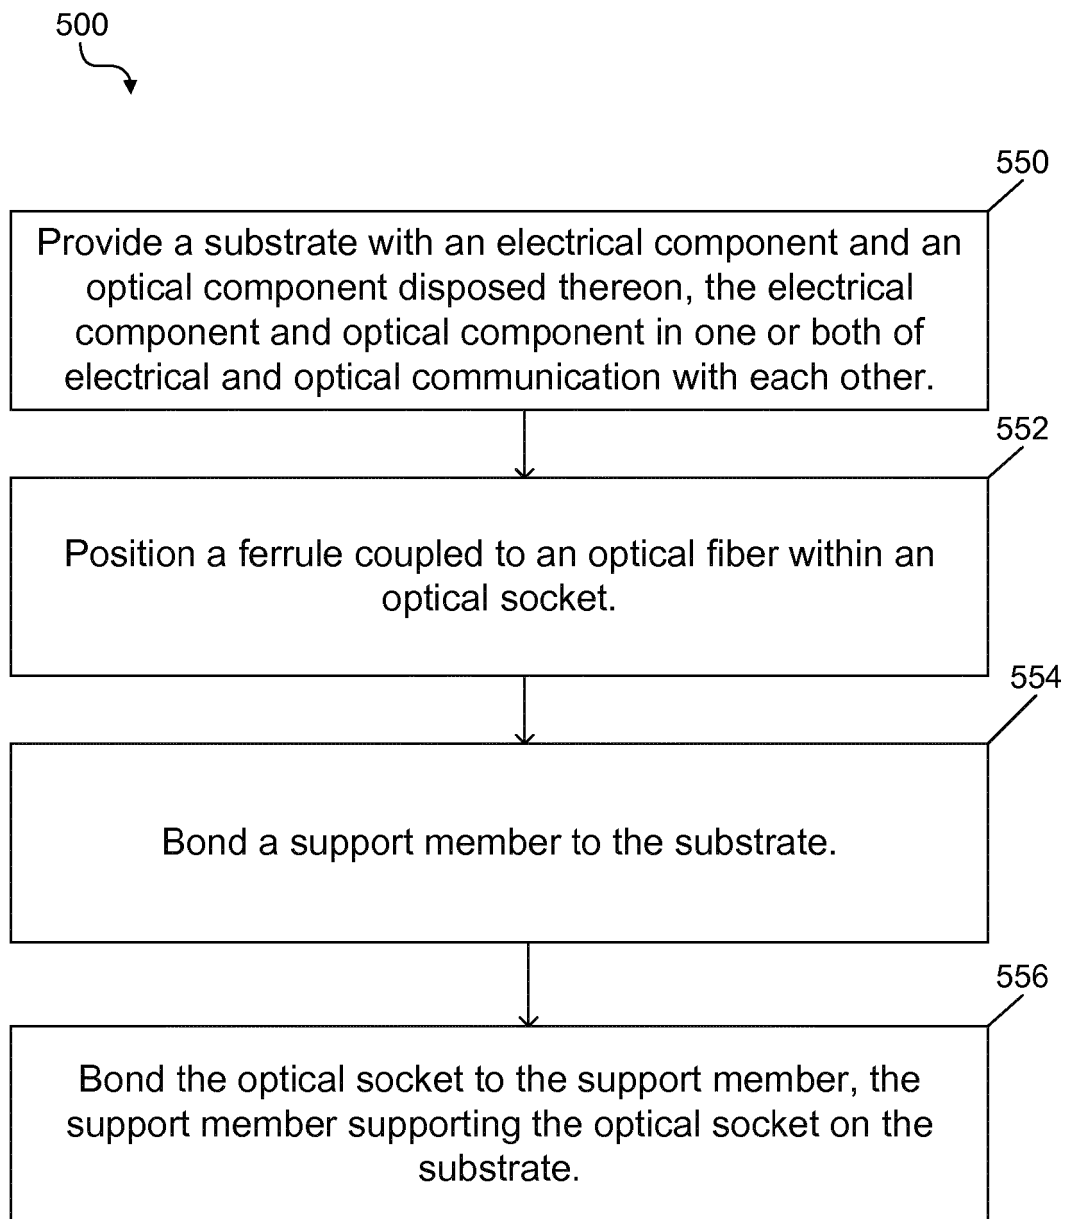 500
550
Provide a substrate with an electrical component and an
optical component disposed thereon, the electrical
component and optical component in one or both of
electrical and optical communication with each other.
552
Position a ferrule coupled to an optical fiber within an
optical socket.
554
Bond a support member to the substrate.
556
Bond the optical socket to the support member, the
support member supporting the optical socket on the
substrate.